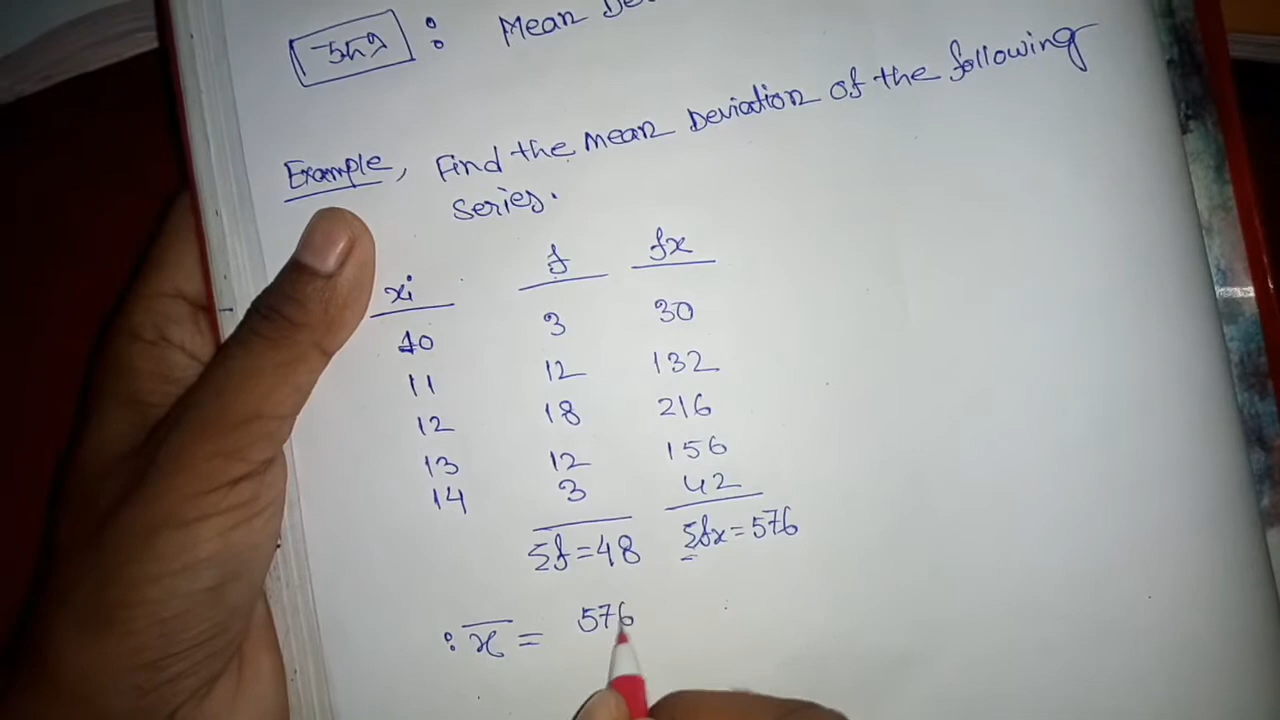 : Mean De
Example, Find the Mean Deviation of the following
series.
xi f fx
10 3 30
11 12 132
12 18 216
13 12 156
14 3 42
Σf=48 Σfx=576
: x̄ = 576